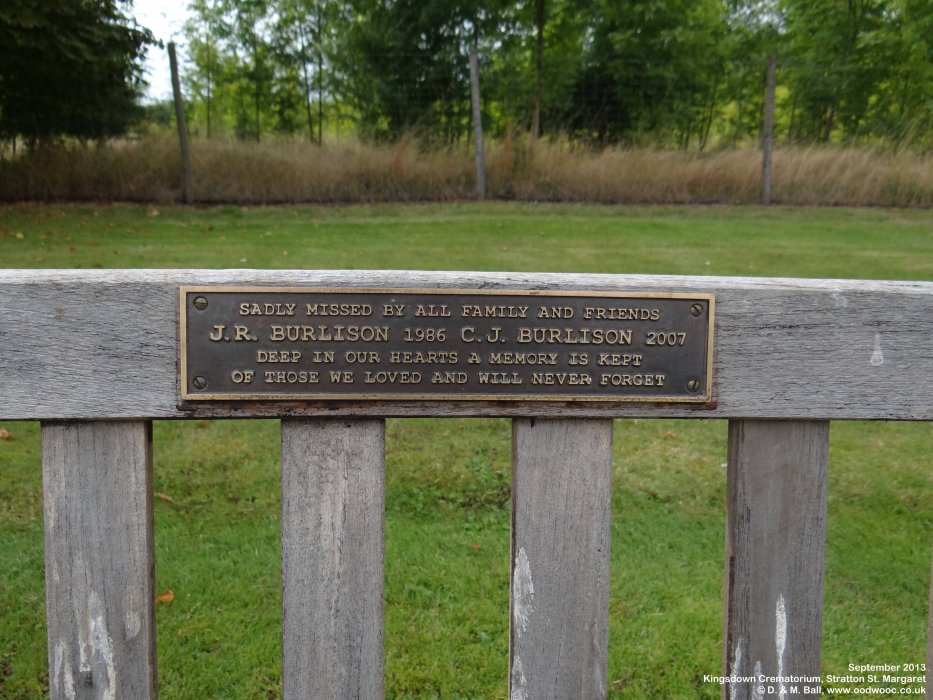 SADLY MISSED BY ALL FAMILY AND FRIENDS
J.R. BURLISON 1986 C.J. BURLISON 2007
DEEP IN OUR HEARTS A MEMORY IS KEPT
OF THOSE WE LOVED AND WILL NEVER FORGET
September 2013
Kingsdown Crematorium, Stratton St. Margaret
© D. & M. Ball, www.oodwooc.co.uk